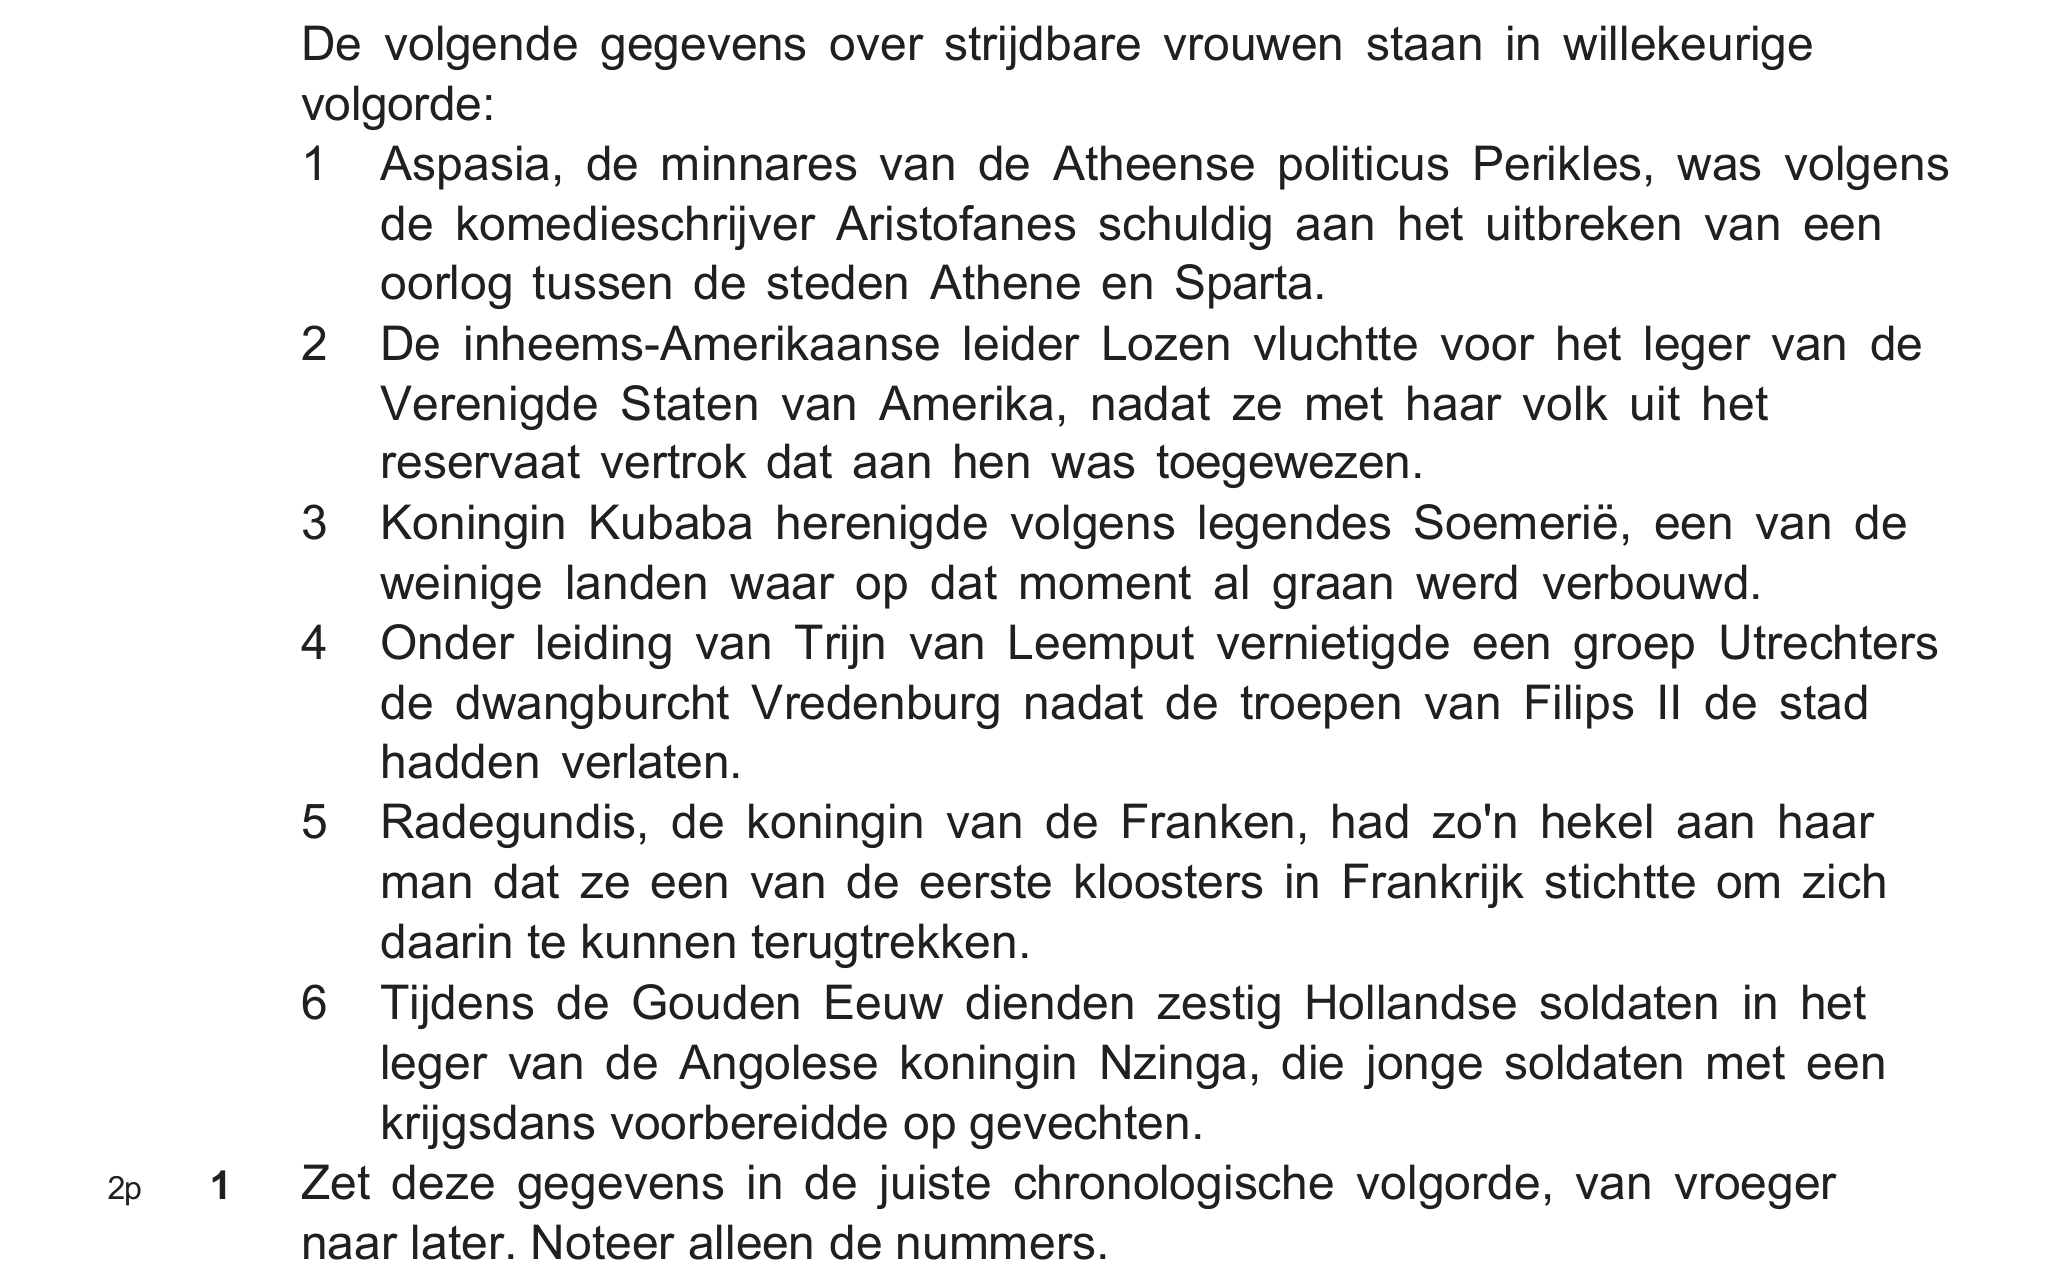 De volgende gegevens over strijdbare vrouwen staan in willekeurige
volgorde:
1 Aspasia, de minnares van de Atheense politicus Perikles, was volgens
de komedieschrijver Aristofanes schuldig aan het uitbreken van een
oorlog tussen de steden Athene en Sparta.
2 De inheems-Amerikaanse leider Lozen vluchtte voor het leger van de
Verenigde Staten van Amerika, nadat ze met haar volk uit het
reservaat vertrok dat aan hen was toegewezen.
3 Koningin Kubaba herenigde volgens legendes Soemerië, een van de
weinige landen waar op dat moment al graan werd verbouwd.
4 Onder leiding van Trijn van Leemput vernietigde een groep Utrechters
de dwangburcht Vredenburg nadat de troepen van Filips II de stad
hadden verlaten.
5 Radegundis, de koningin van de Franken, had zo'n hekel aan haar
man dat ze een van de eerste kloosters in Frankrijk stichtte om zich
daarin te kunnen terugtrekken.
6 Tijdens de Gouden Eeuw dienden zestig Hollandse soldaten in het
leger van de Angolese koningin Nzinga, die jonge soldaten met een
krijgsdans voorbereidde op gevechten.
2p 1 Zet deze gegevens in de juiste chronologische volgorde, van vroeger
naar later. Noteer alleen de nummers.